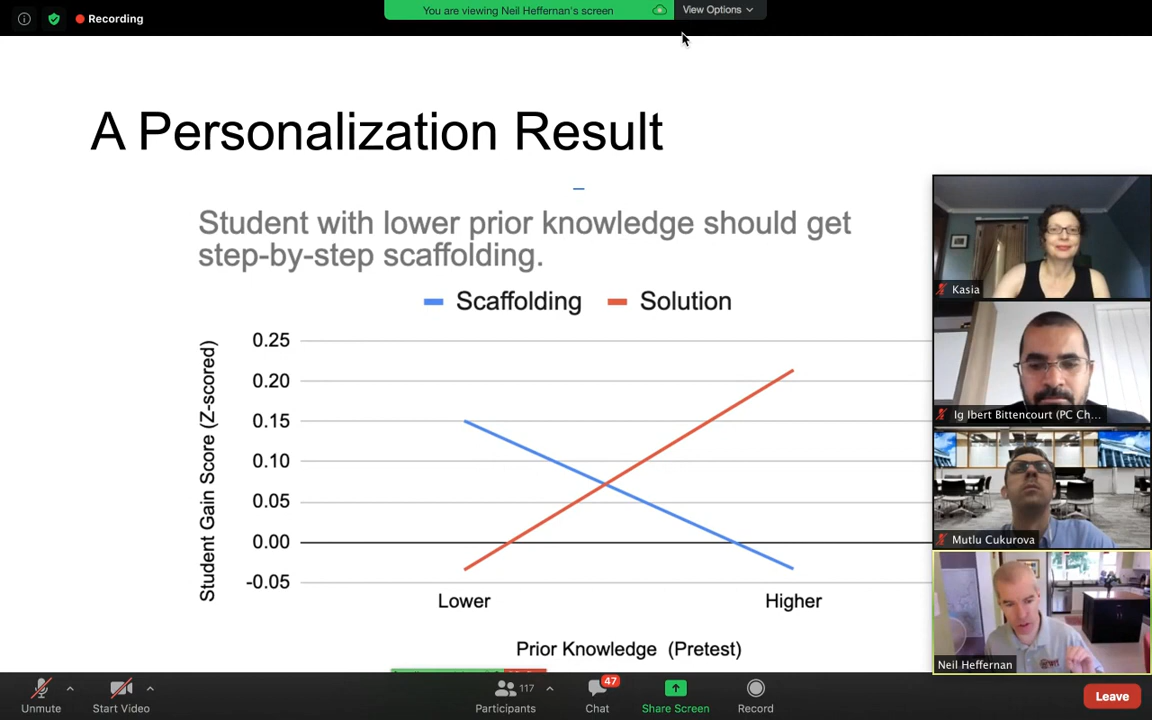 Recording
You are viewing Neil Heffernan's screen
View Options
A Personalization Result
Student with lower prior knowledge should get
step-by-step scaffolding.
Scaffolding
Solution
Student Gain Score (Z-scored)
0.25
0.20
0.15
0.10
0.05
0.00
-0.05
Lower
Higher
Prior Knowledge (Pretest)
Kasia
Ig Ibert Bittencourt (PC Ch...
Mutlu Cukurova
Neil Heffernan
Unmute
Start Video
117
Participants
47
Chat
Share Screen
Record
Leave